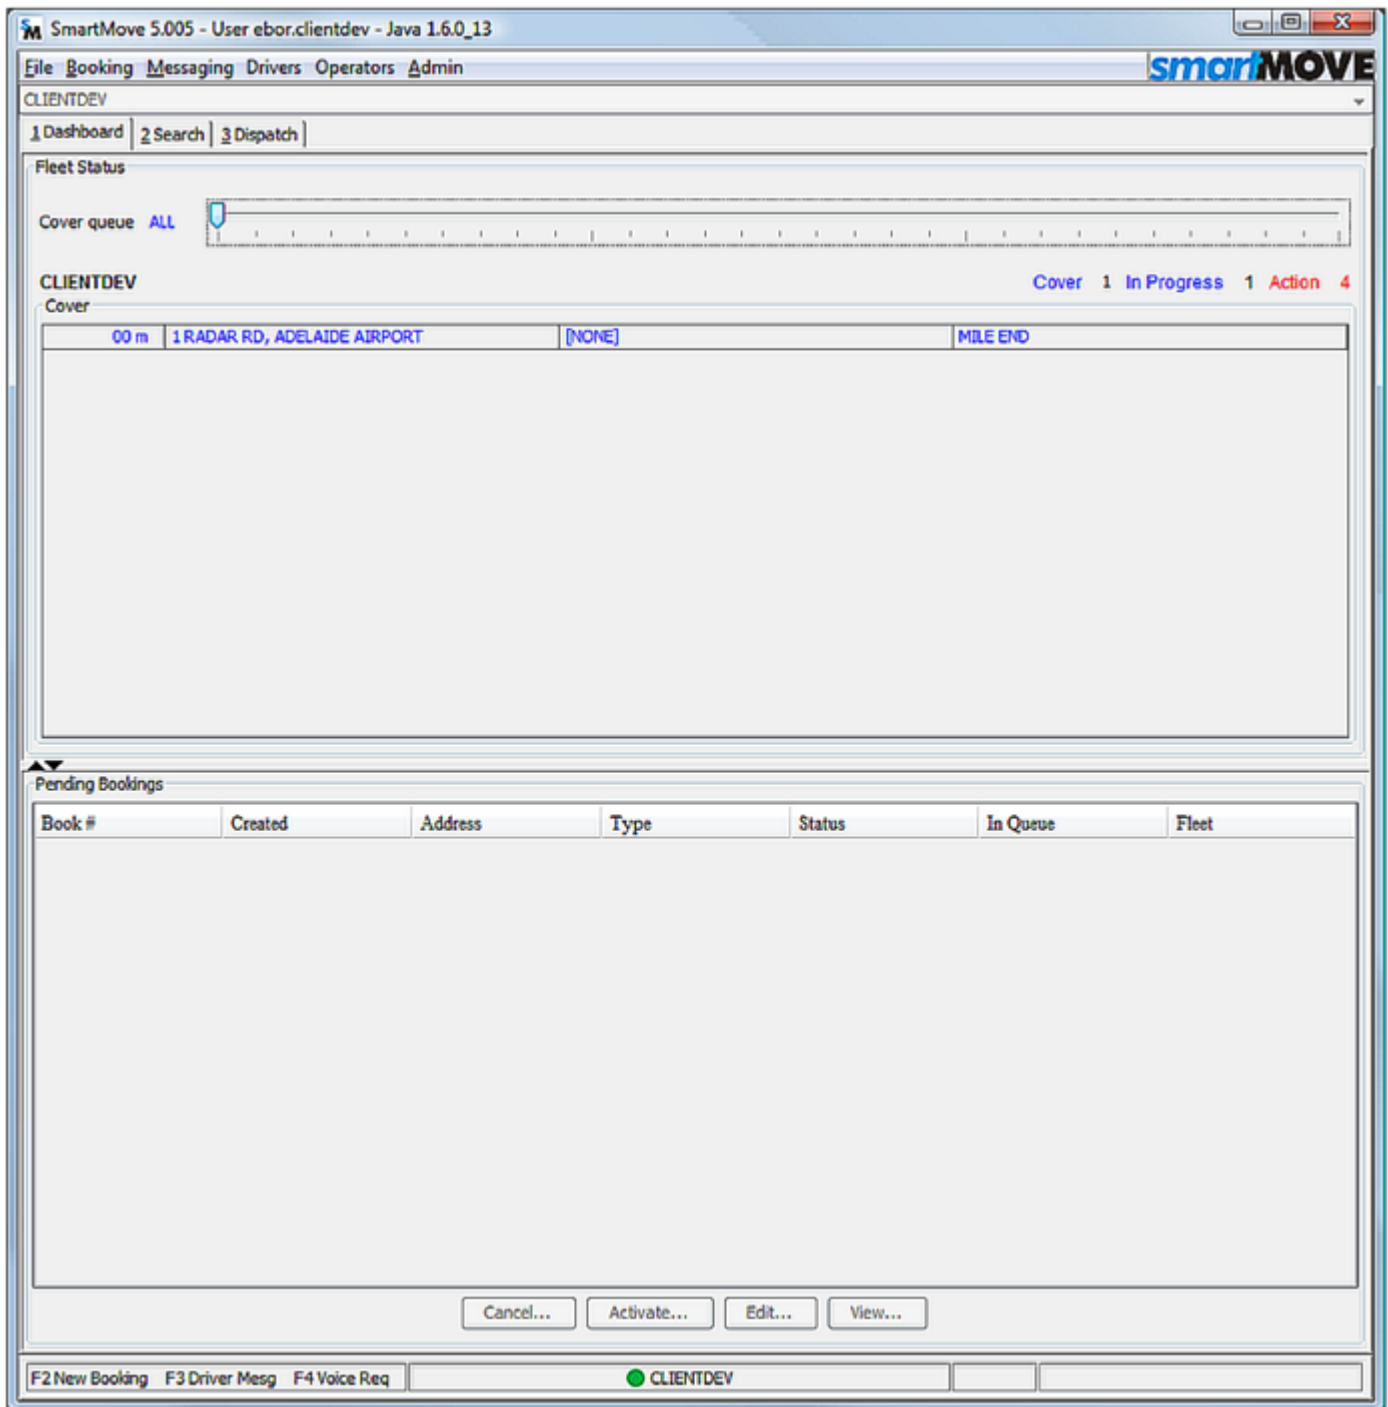 SM SmartMove 5.005 - User ebor.clientdev - Java 1.6.0_13
File Booking Messaging Drivers Operators Admin smartMOVE
CLIENTDEV
1 Dashboard 2 Search 3 Dispatch
Fleet Status
Cover queue ALL
CLIENTDEV Cover 1 In Progress 1 Action 4
Cover
00 m 1 RADAR RD, ADELAIDE AIRPORT [NONE] MILE END
Pending Bookings
Book # Created Address Type Status In Queue Fleet
Cancel... Activate... Edit... View...
F2 New Booking F3 Driver Mesg F4 Voice Req CLIENTDEV